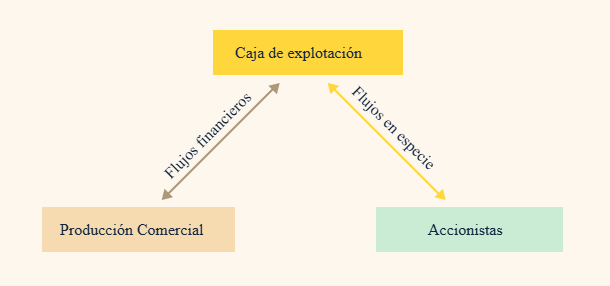 Caja de explotación
Flujos financieros
Flujos en especie
Producción Comercial
Accionistas